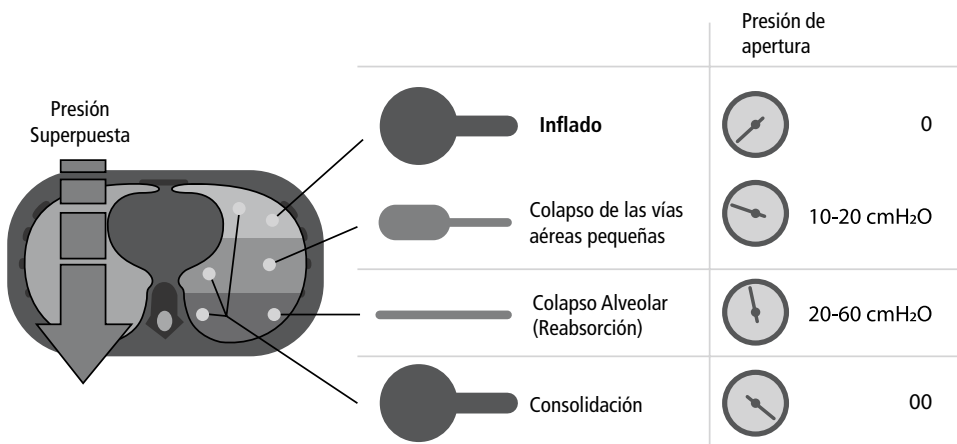 Presión de
apertura
Presión
Superpuesta
Inflado
0
Colapso de las vías
aéreas pequeñas
10-20 cmH₂O
Colapso Alveolar
(Reabsorción)
20-60 cmH₂O
Consolidación
00